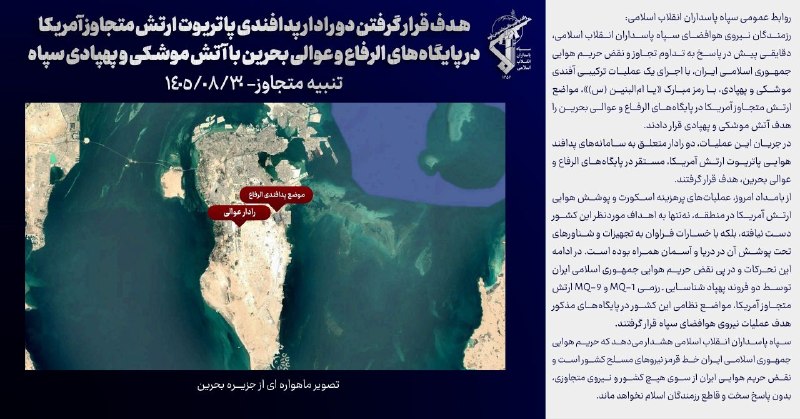 هدف قرار گرفتن دو رادار پدافندی پاتریوت ارتش متجاوز آمریکا
در پایگاه‌های الرفاع و عوالی بحرین با آتش موشکی و پهپادی سپاه
تنبیه متجاوز-
سپاه
پاسداران
انقلاب
اسلامی
موضع پدافندی الرفاع
رادار عوالی
تصویر ماهواره ای از جزیره بحرین
روابط عمومی سپاه پاسداران انقلاب اسلامی:
رزمندگان نیروی هوافضای سپاه پاسداران انقلاب اسلامی،
دقایقی پیش در پاسخ به تداوم تجاوز و نقض حریم هوایی
جمهوری اسلامی ایران، با اجرای یک عملیات ترکیبی آفندی
موشکی و پهپادی، با رمز مبارک «یا ام‌البنین (س)»، مواضع
ارتش متجاوز آمریکا در پایگاه‌های الرفاع و عوالی بحرین را
هدف آتش موشکی و پهپادی قرار دادند.
در جریان این عملیات، دو رادار متعلق به سامانه‌های پدافند
هوایی پاتریوت ارتش آمریکا، مستقر در پایگاه‌های الرفاع و
عوالی بحرین، هدف قرار گرفتند.
از بامداد امروز، عملیات‌های پرهزینه اسکورت و پوشش هوایی
ارتش آمریکا در منطقه، نه‌تنها به اهداف موردنظر این کشور
دست نیافته، بلکه با خسارات فراوان به تجهیزات و شناورهای
تحت پوشش آن در دریا و آسمان همراه بوده است. در ادامه
این تحرکات و در پی نقض حریم هوایی جمهوری اسلامی ایران
توسط دو فروند پهپاد شناسایی ـ رزمی MQ-1 و MQ-9 ارتش
متجاوز آمریکا، مواضع نظامی این کشور در پایگاه‌های مذکور
هدف عملیات نیروی هوافضای سپاه قرار گرفتند.
سپاه پاسداران انقلاب اسلامی هشدار می‌دهد که حریم هوایی
جمهوری اسلامی ایران خط قرمز نیروهای مسلح کشور است و
نقض حریم هوایی ایران از سوی هیچ کشور و نیروی متجاوزی،
بدون پاسخ سخت و قاطع رزمندگان اسلام نخواهد ماند.